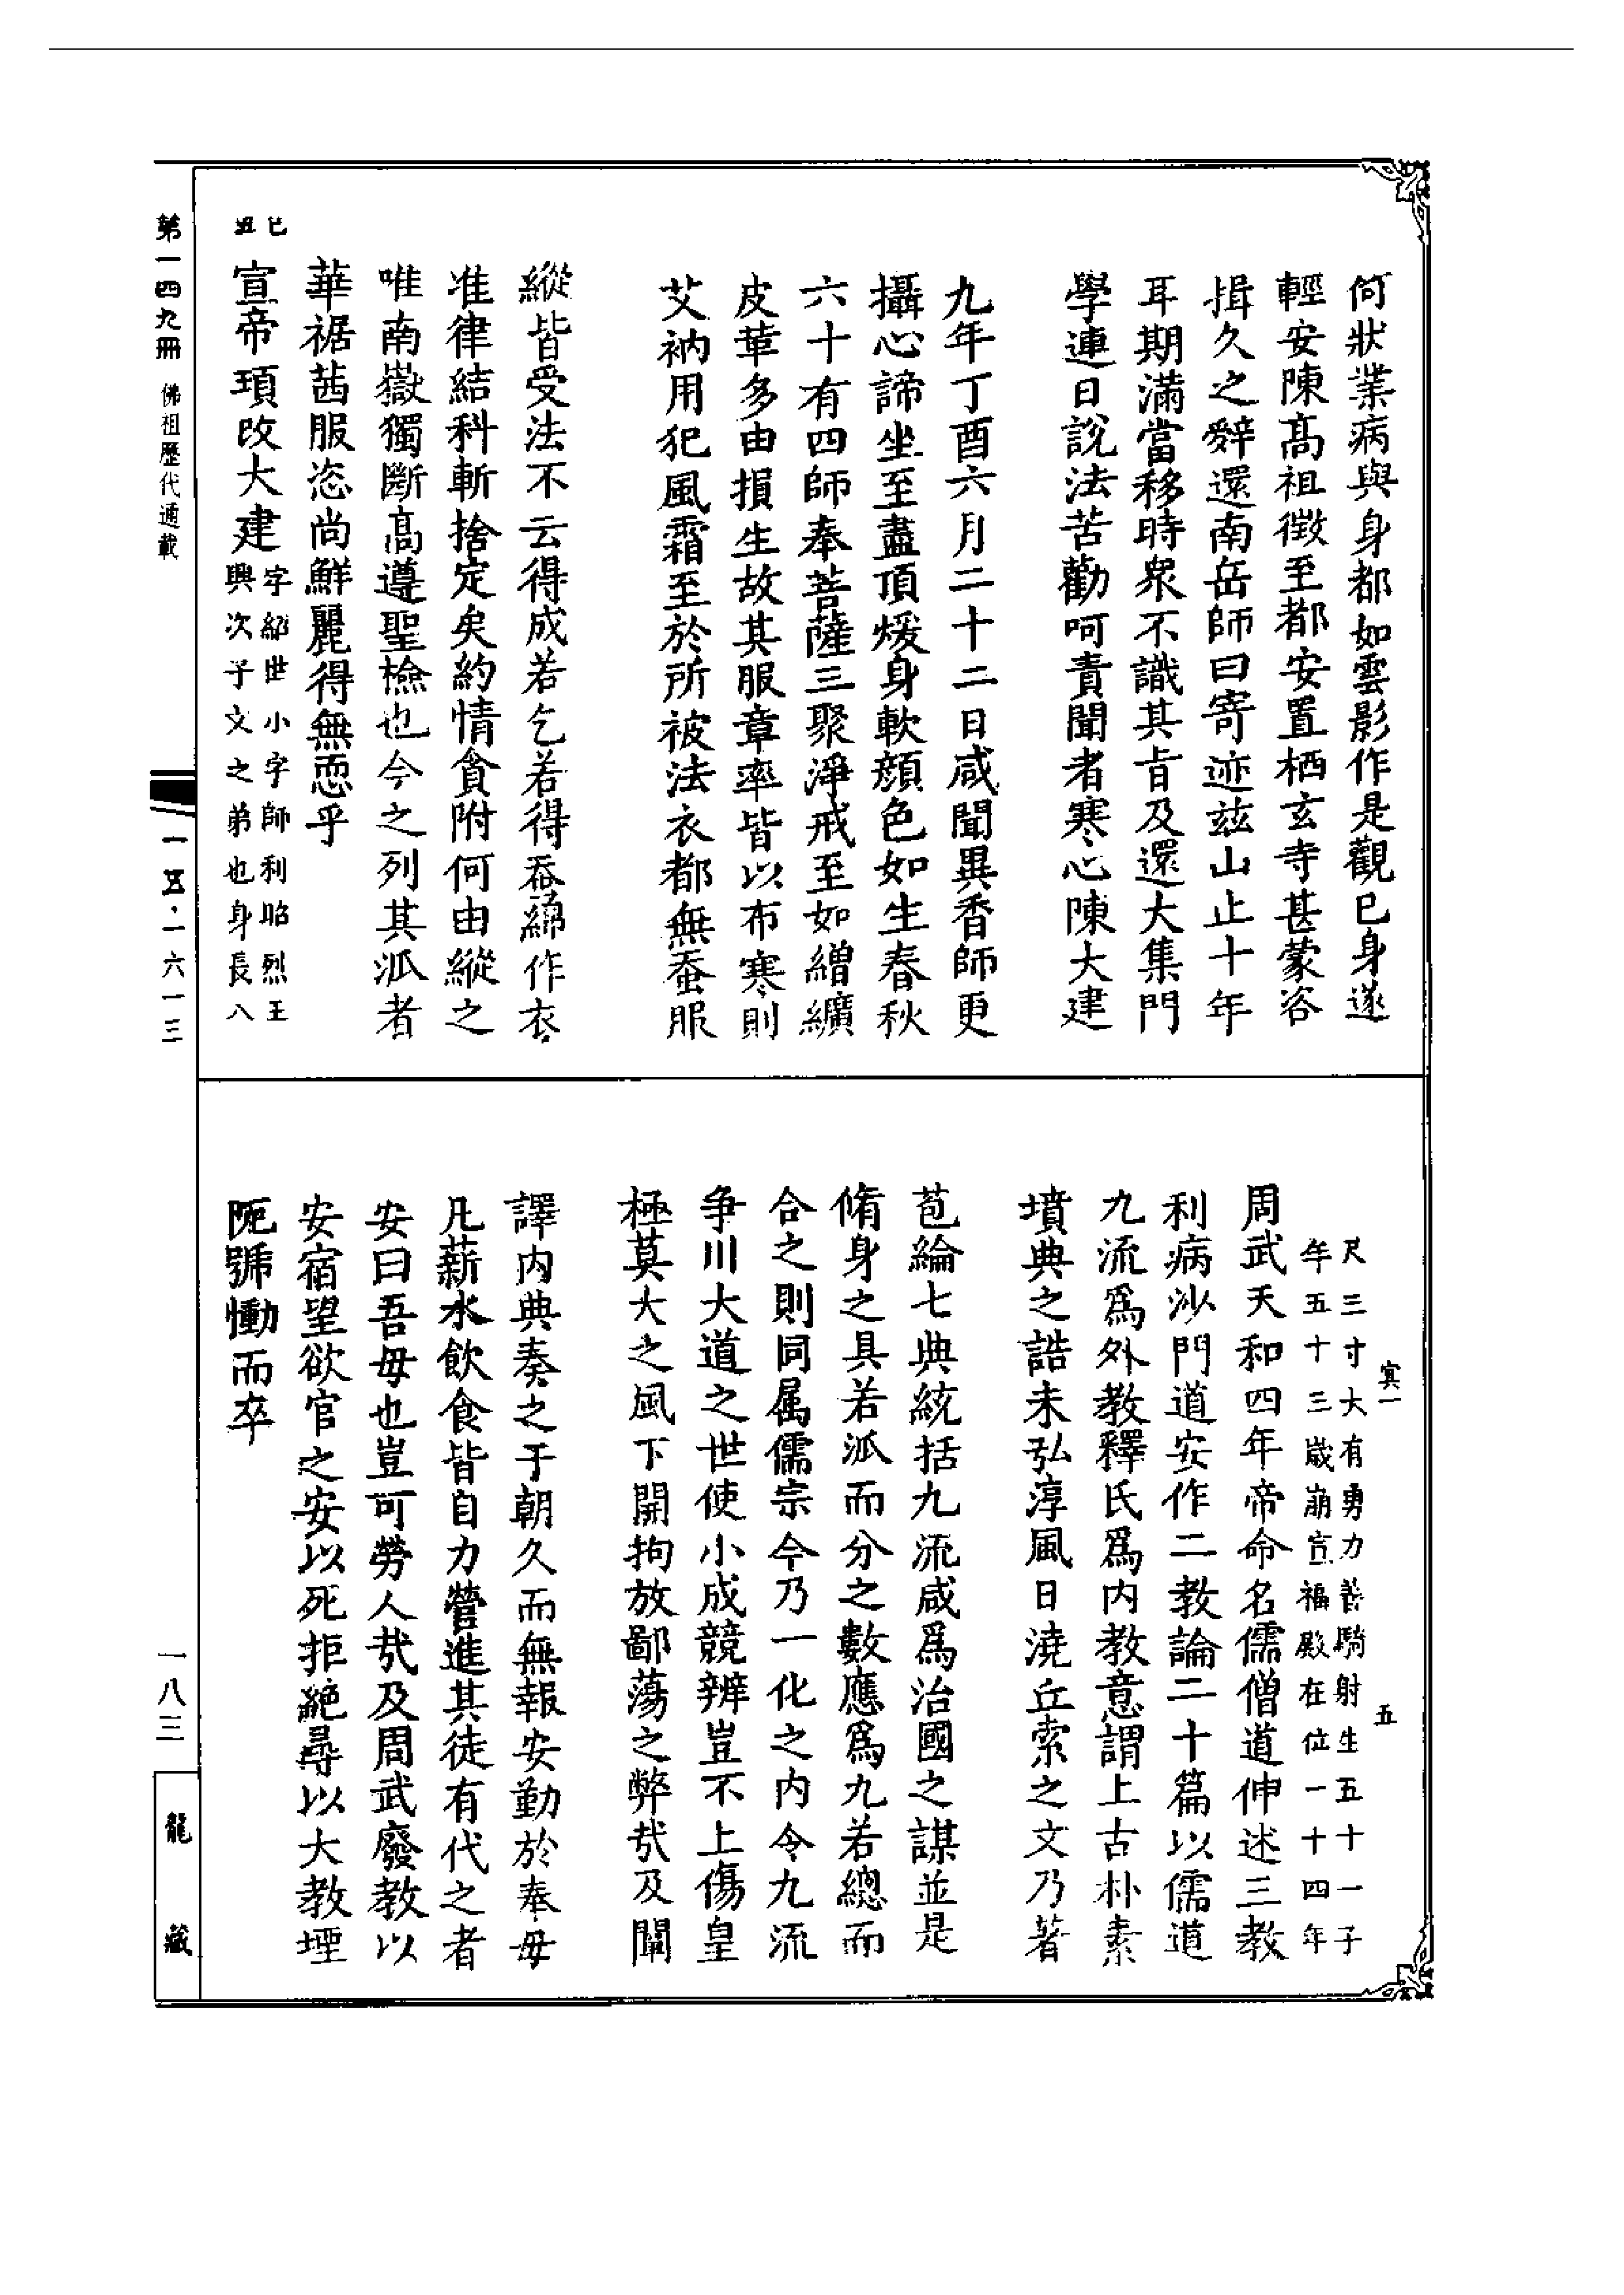 何狀業病與身都如雲影作是觀已身遂
輕安陳高祖徵至都安置栖玄寺甚蒙咨
揖久之辤還南岳師曰寄迹玆山止十年
耳期滿當移時衆不識其旨及還大集門
學連日說法苦勸呵責聞者寒心陳大建
九年丁酉六月二十二日咸聞異香師更
攝心諦坐至盡頂煖身軟顔色如生春秋
六十有四師奉菩薩三聚淨戒至如繒纊
皮革多由損生故其服章率皆以布寒則
艾衲用犯風霜至於所被法衣都無蚕服
縱皆受法不云得成若乞若得蚕綿作衣
准律結科斬捨定矣約情貪附何由縱之
唯南嶽獨斷高遵聖檢也今之列其派者
華裾茜服恣尚鮮麗得無恧乎
己丑
宣帝頊改大建字紹世小字師利昭烈王
興次子文之弟也身長八
尺三寸大有勇力善騎射生五十一子
年五十三歲崩宣福殿在位一十四年
周武天和四年帝命名儒僧道伸述三教
利病沙門道安作二教論二十篇以儒道
九流爲外教釋氏爲内教意謂上古朴素
墳典之誥未弘淳風日澆丘索之文乃著
苞綸七典統括九流咸爲治國之謀並是
脩身之具若派而分之數應爲九若總而
合之則同属儒宗今乃一化之内令九流
争川大道之世使小成競辨豈不上傷皇
極莫大之風下開拘放鄙蕩之弊㢤及闡
譯内典奏之于朝久而無報安勤於奉母
凡薪水飲食皆自力營進其徒有代之者
安曰吾母也豈可勞人㢤及周武廢教以
安宿望欲官之安以死拒絶尋以大教堙
阨號慟而卒
第一四九冊 佛祖歷代通載
一五·一六一三
一八三
龍藏
五